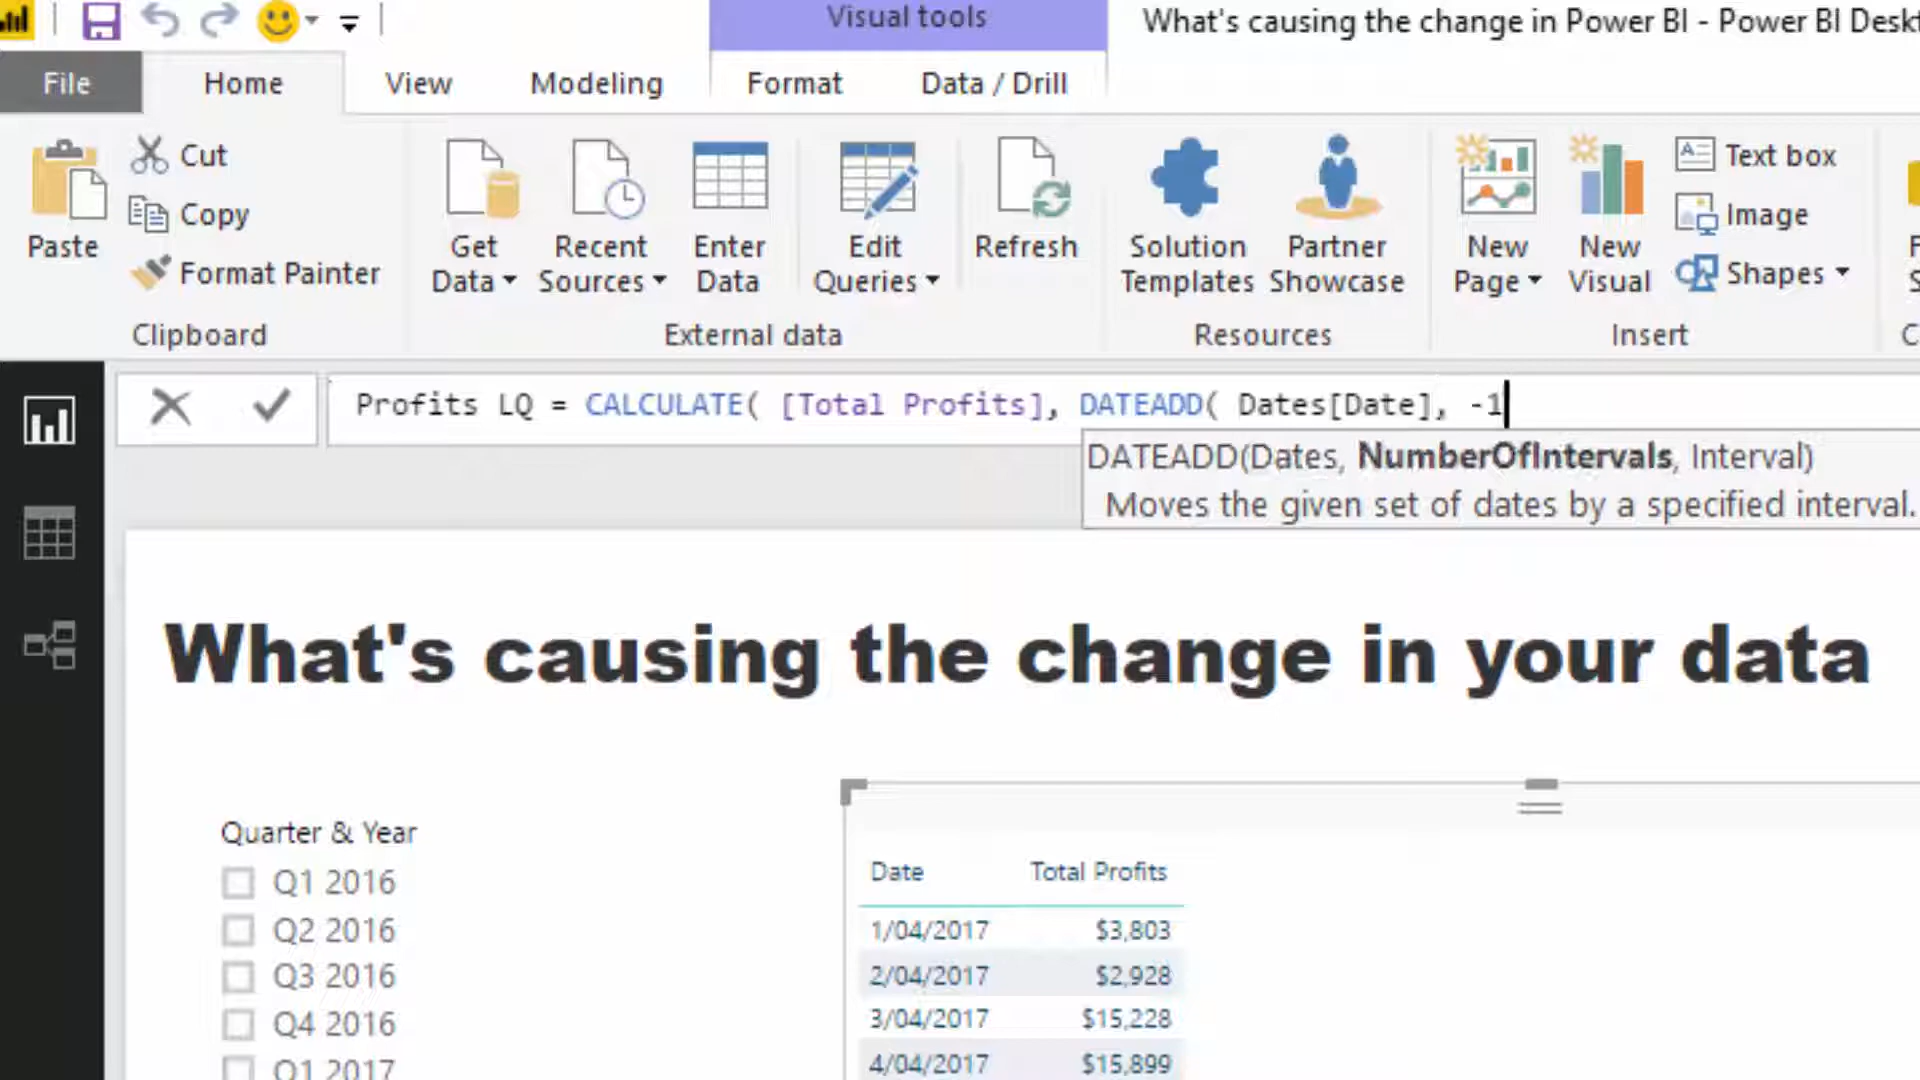 Visual tools
What's causing the change in Power BI - Power BI
File Home View Modeling Format Data / Drill
Cut
Copy
Format Painter
Paste
Get Data
Recent Sources
Enter Data
Edit Queries
Refresh
Solution Templates
Partner Showcase
New Page
New Visual
Text box
Image
Shapes
Clipboard
External data
Resources
Insert
Profits LQ = CALCULATE( [Total Profits], DATEADD( Dates[Date], -1
DATEADD(Dates, NumberOfIntervals, Interval)
Moves the given set of dates by a specified interval.
What's causing the change in your data
Quarter & Year
Q1 2016
Q2 2016
Q3 2016
Q4 2016
Q1 2017
Date Total Profits
1/04/2017 $3,803
2/04/2017 $2,928
3/04/2017 $15,228
4/04/2017 $15,899